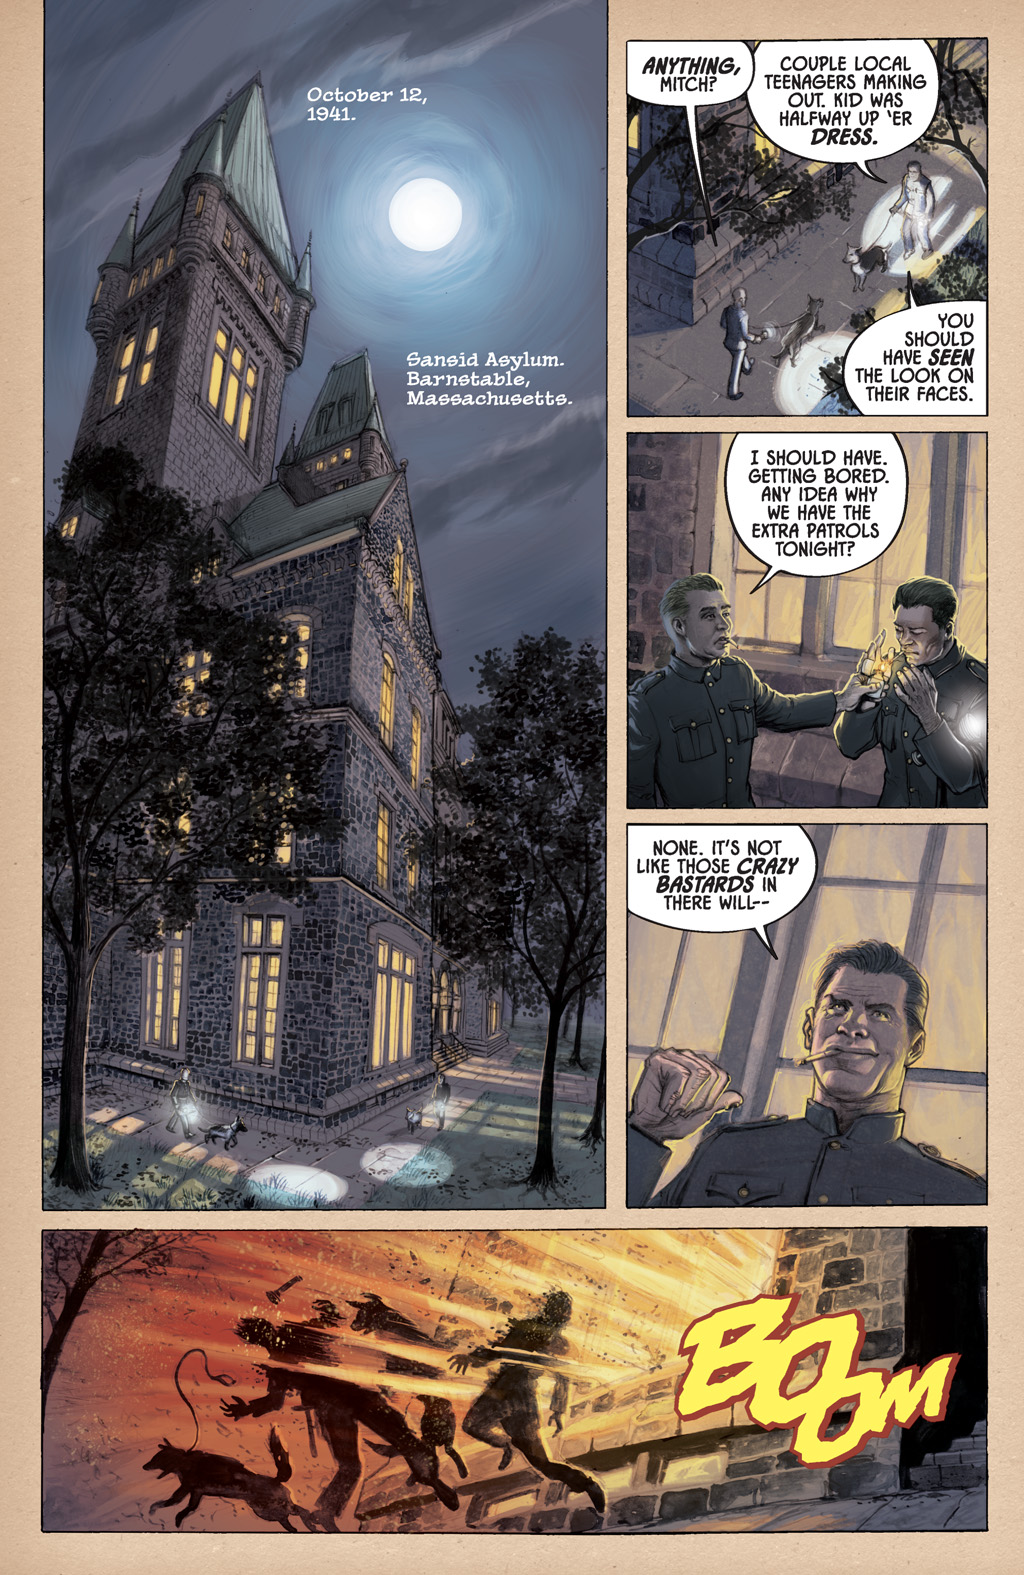 October 12,
1941.
Sansid Asylum.
Barnstable,
Massachusetts.
ANYTHING,
MITCH?
COUPLE LOCAL
TEENAGERS MAKING
OUT. KID WAS
HALFWAY UP 'ER
DRESS.
YOU
SHOULD
HAVE SEEN
THE LOOK ON
THEIR FACES.
I SHOULD HAVE.
GETTING BORED.
ANY IDEA WHY
WE HAVE THE
EXTRA PATROLS
TONIGHT?
NONE. IT'S NOT
LIKE THOSE CRAZY
BASTARDS IN
THERE WILL--
BOOM